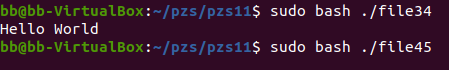 bb@bb-VirtualBox:~/pzs/pzs11$ sudo bash ./file34
Hello World
bb@bb-VirtualBox:~/pzs/pzs11$ sudo bash ./file45